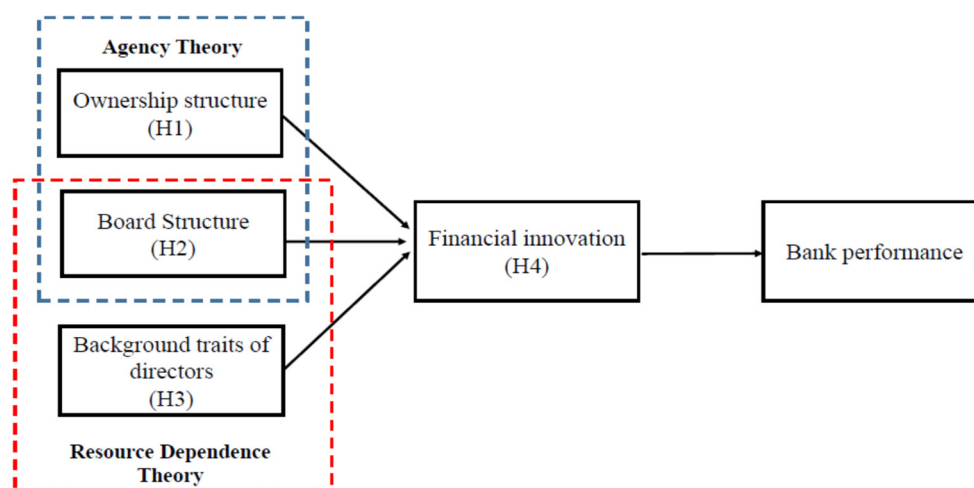 Agency Theory
Ownership structure
(H1)
Board Structure
(H2)
Background traits of
directors
(H3)
Resource Dependence
Theory
Financial innovation
(H4)
Bank performance